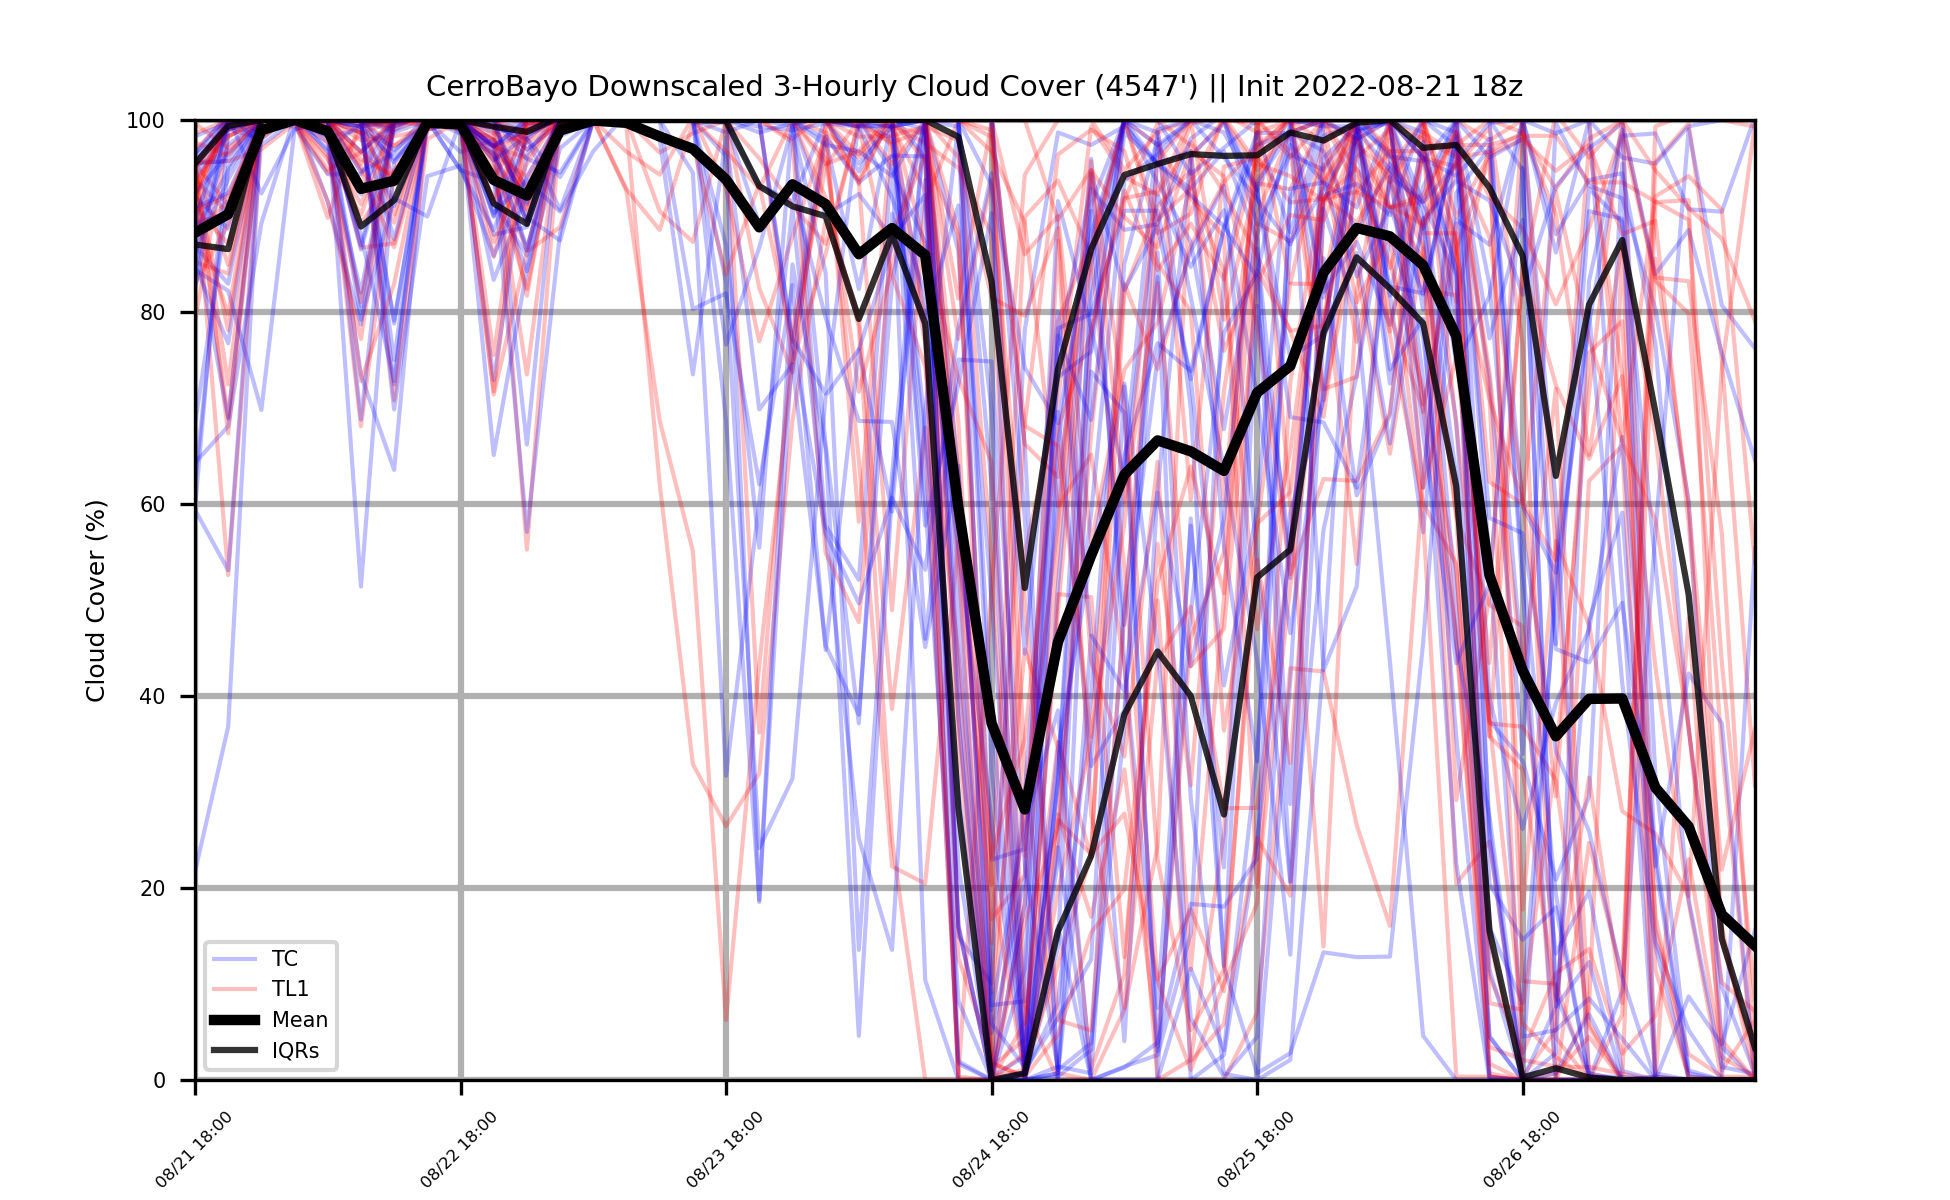 CerroBayo Downscaled 3-Hourly Cloud Cover (4547') || Init 2022-08-21 18z
Cloud Cover (%)
100
80
60
40
20
0
TC
TL1
Mean
IQRs
08/21 18:00
08/22 18:00
08/23 18:00
08/24 18:00
08/25 18:00
08/26 18:00